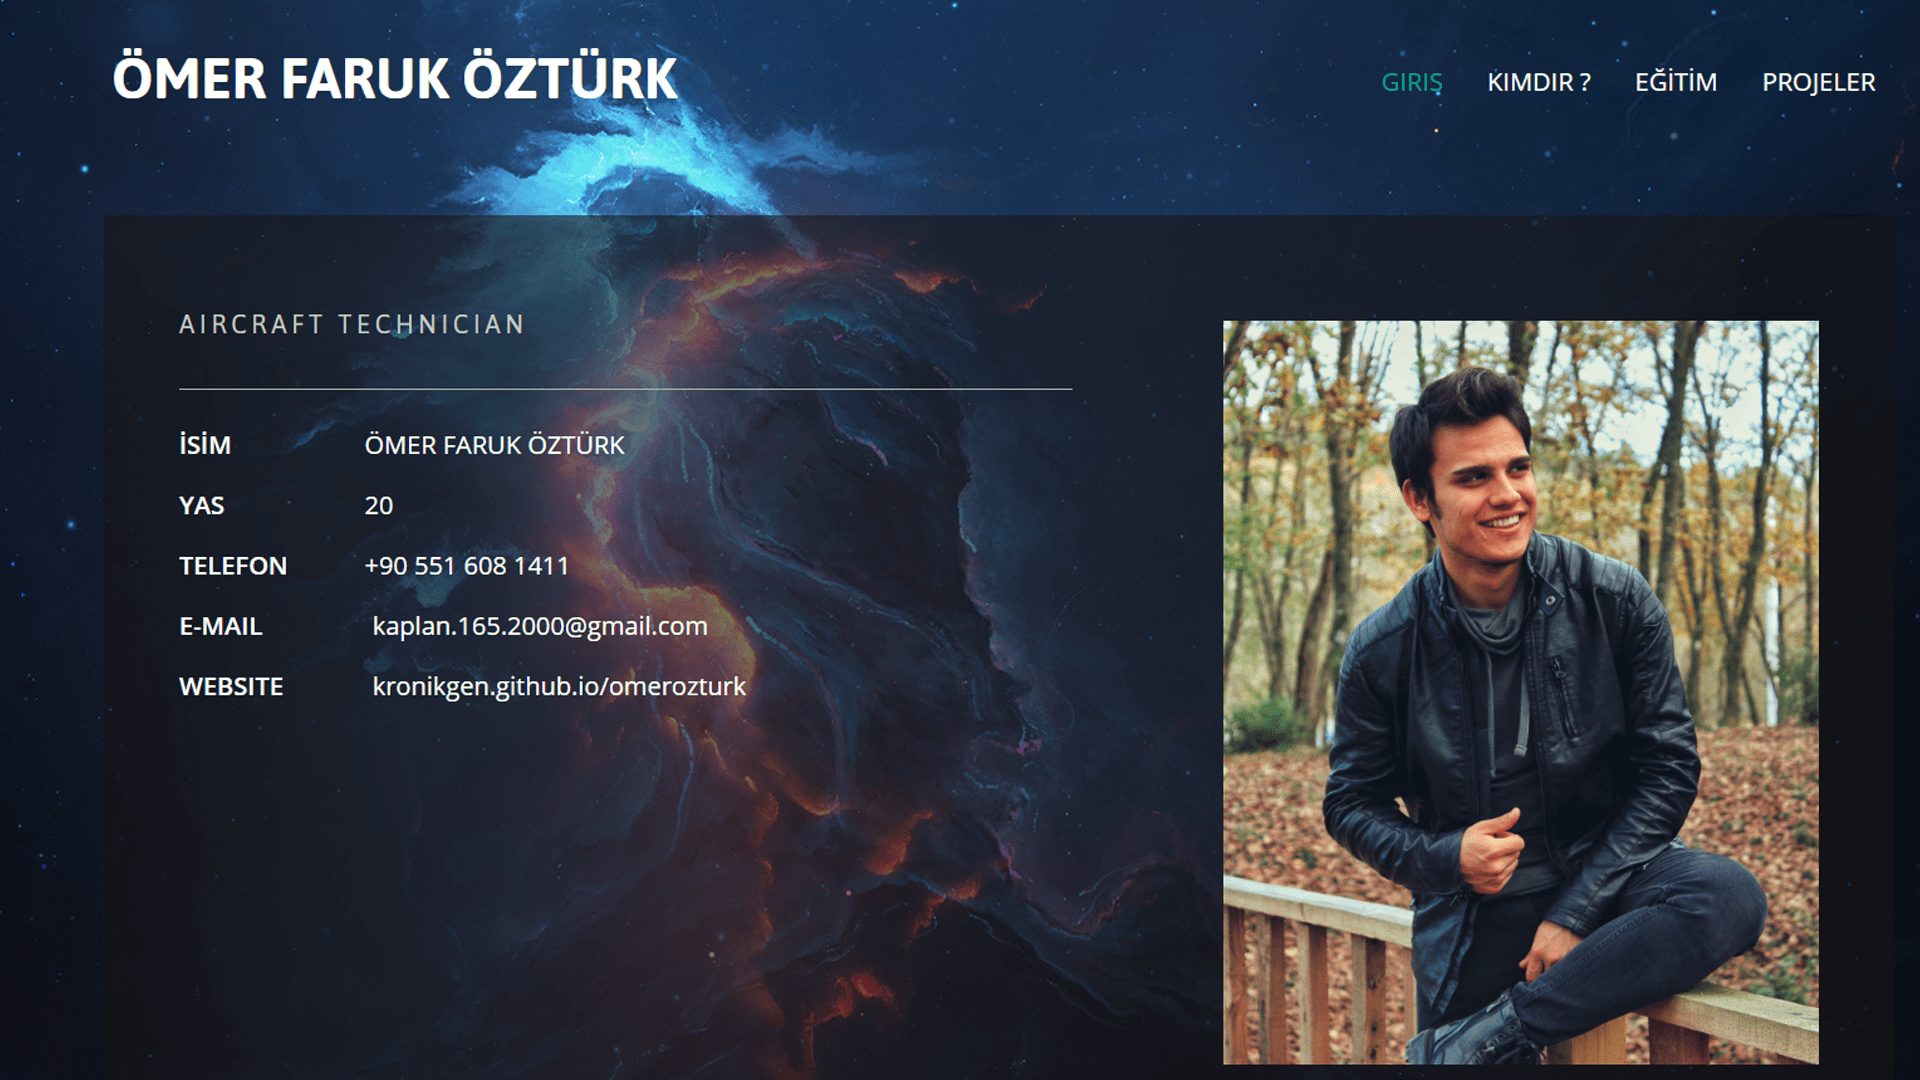 ÖMER FARUK ÖZTÜRK
GIRIŞ KIMDIR ? EĞİTİM PROJELER
AIRCRAFT TECHNICIAN
İSİM ÖMER FARUK ÖZTÜRK
YAS 20
TELEFON +90 551 608 1411
E-MAIL kaplan.165.2000@gmail.com
WEBSITE kronikgen.github.io/omerozturk